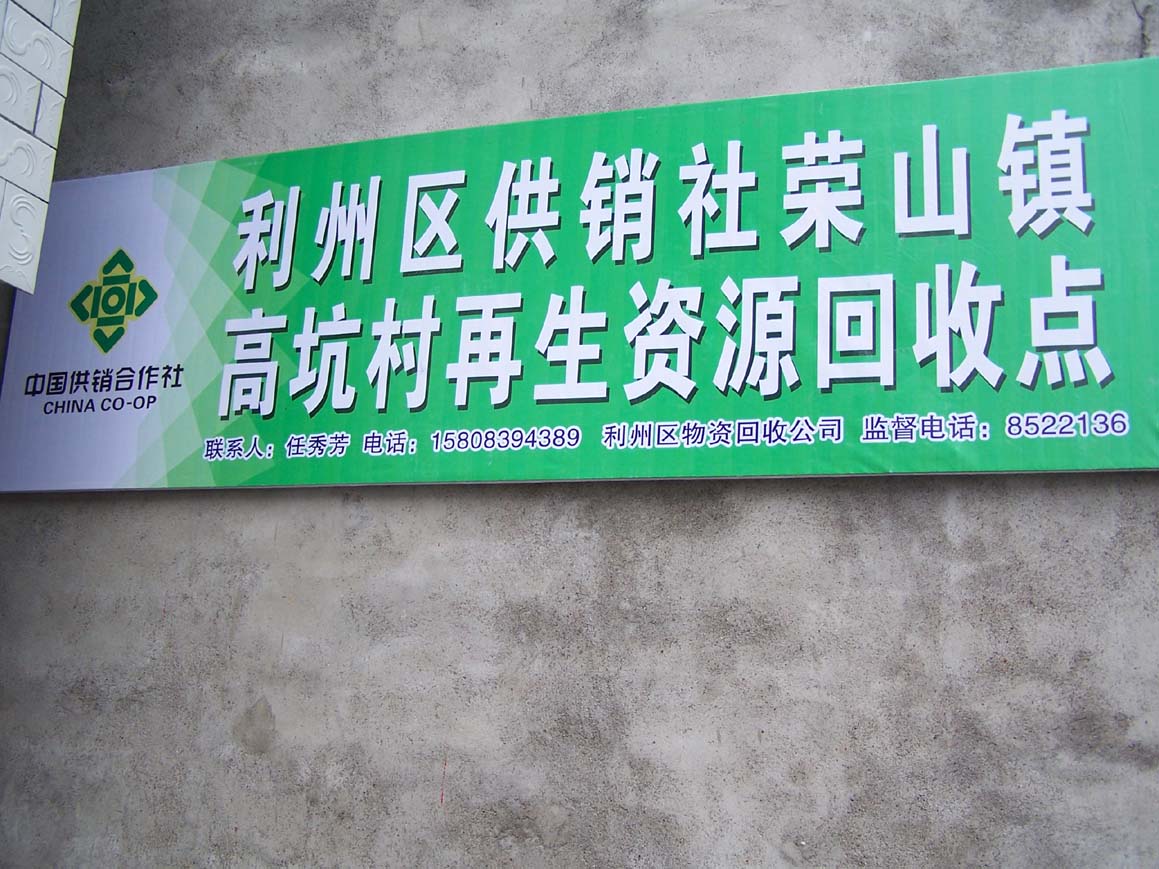 利州区供销社荣山镇
高坑村再生资源回收点
中国供销合作社
CHINA CO-OP
联系人：任秀芳 电话：15808394389 利州区物资回收公司 监督电话：8522136